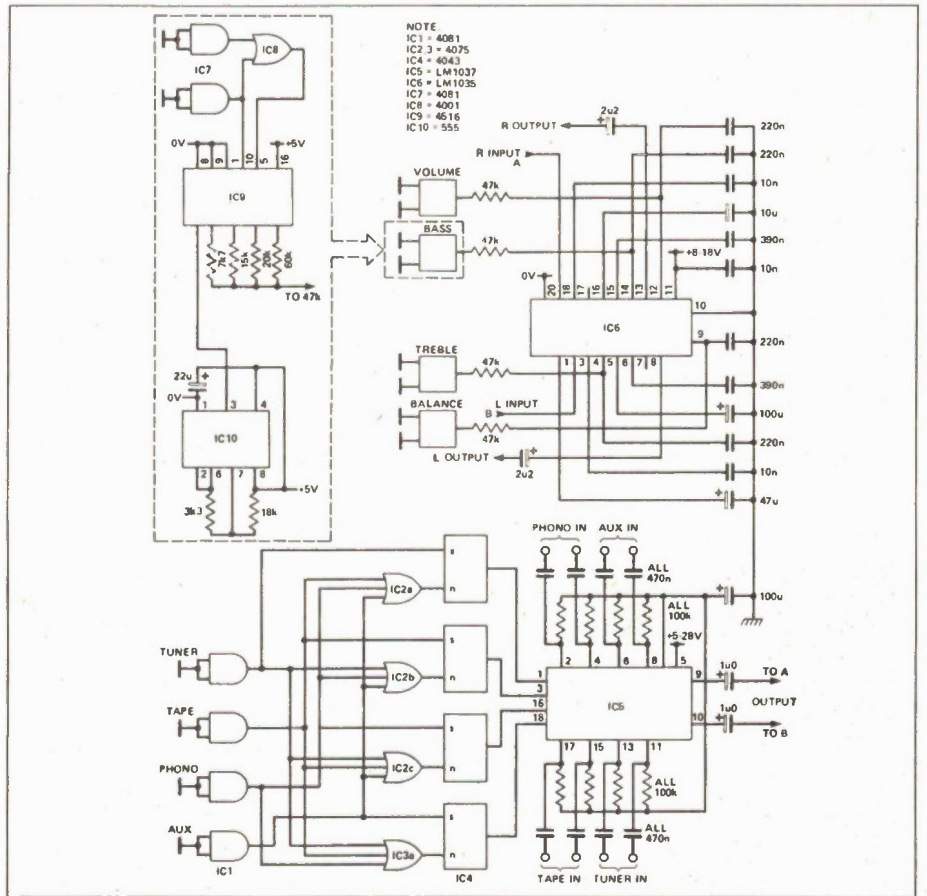 NOTE:
IC1 = 4081
IC2,3 = 4075
IC4 = 4043
IC5 = LM1037
IC6 = LM1035
IC7 = 4081
IC8 = 4001
IC9 = 4516
IC10 = 555
IC7
IC8
0V
+5V
8 9 1 10 5 16
IC9
7k7
15k
20k
60k
TO 47k
22u
+
0V
1 3 4
IC10
2 6 7 8
+5V
3k3
18k
VOLUME
47k
BASS
47k
TREBLE
47k
BALANCE
47k
R OUTPUT
2u2
+
R INPUT
A
0V
+8-18V
20 18 17 16 15 14 13 12 11
IC6
10
9
1 3 4 5 6 7 8
L INPUT
B
L OUTPUT
2u2
+
220n
220n
10n
10u
390n
10n
220n
390n
100u
220n
10n
47u
100u
TUNER
TAPE
PHONO
AUX
IC1
IC2a
IC2b
IC2c
IC3a
s
n
s
n
s
n
s
n
IC4
PHONO IN
AUX IN
ALL
470n
ALL
100k
+5-28V
2 4 6 8 5
1
3
16
18
IC5
9
10
17 15 13 11
1u0
+
TO A
OUTPUT
1u0
+
TO B
ALL
100k
ALL
470n
TAPE IN
TUNER IN